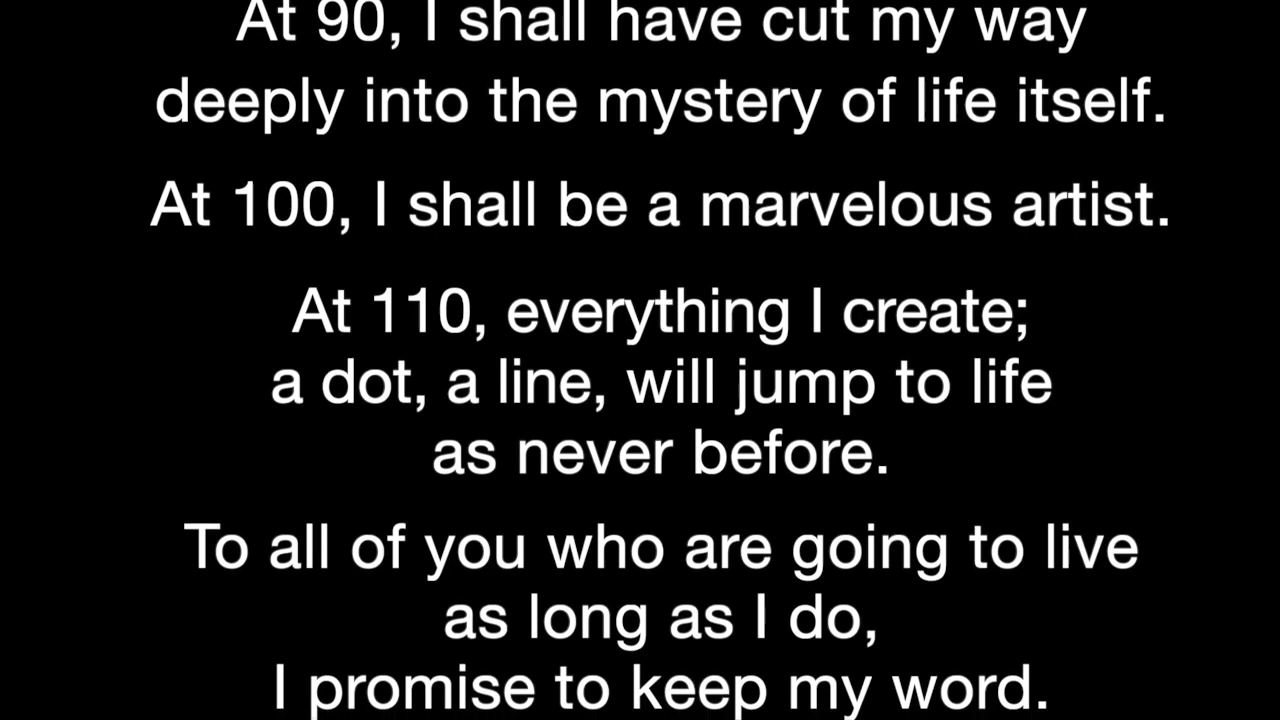 At 90, I shall have cut my way
deeply into the mystery of life itself.
At 100, I shall be a marvelous artist.
At 110, everything I create;
a dot, a line, will jump to life
as never before.
To all of you who are going to live
as long as I do,
I promise to keep my word.